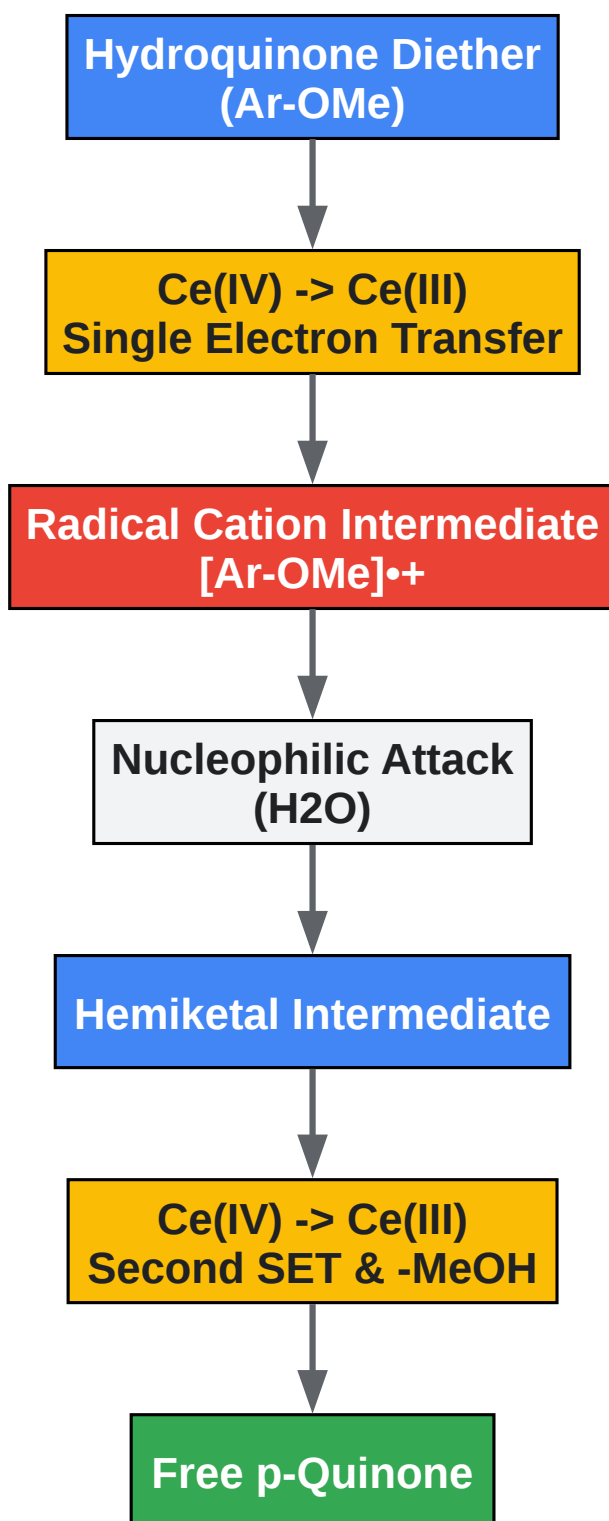 Hydroquinone Diether
(Ar-OMe)
Ce(IV) -> Ce(III)
Single Electron Transfer
Radical Cation Intermediate
[Ar-OMe]•+
Nucleophilic Attack
(H2O)
Hemiketal Intermediate
Ce(IV) -> Ce(III)
Second SET & -MeOH
Free p-Quinone